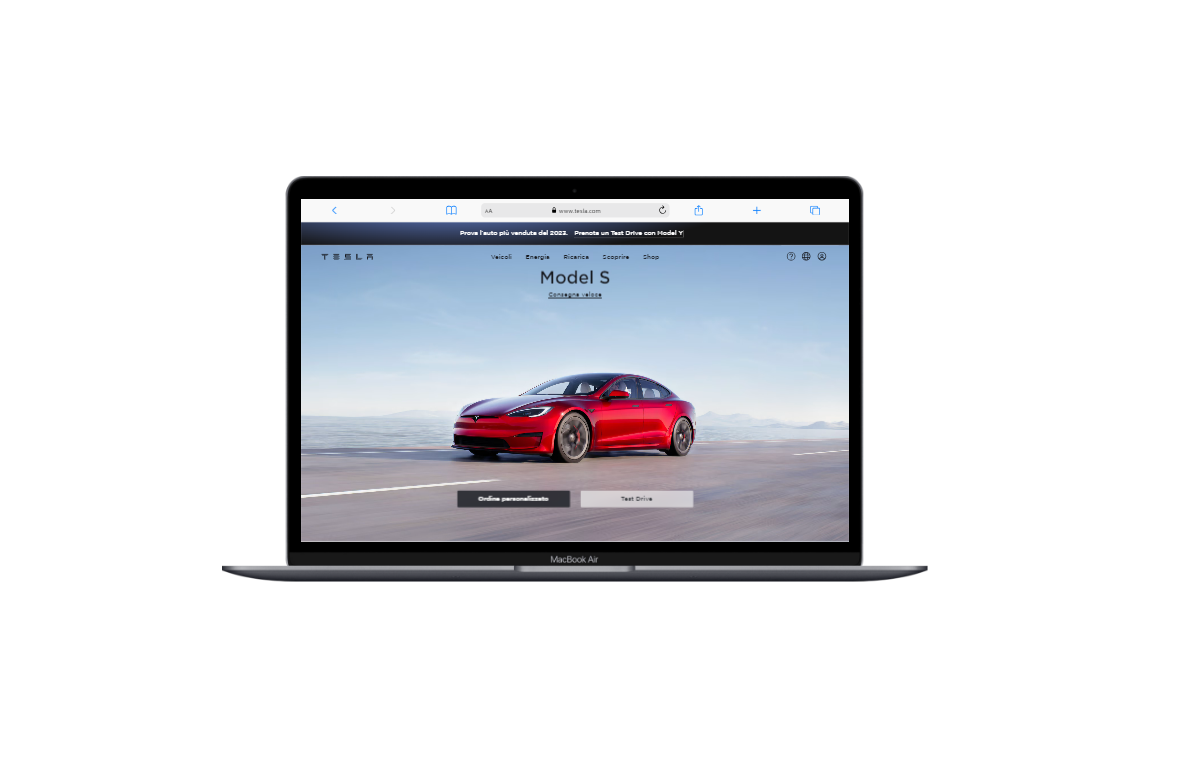 AA www.tesla.com
Prova l'auto più venduta del 2023. Prenota un Test Drive con Model Y
TESLA Veicoli Energia Ricarica Scoprire Shop
Model S
Consegna veloce
Ordine personalizzato Test Drive
MacBook Air